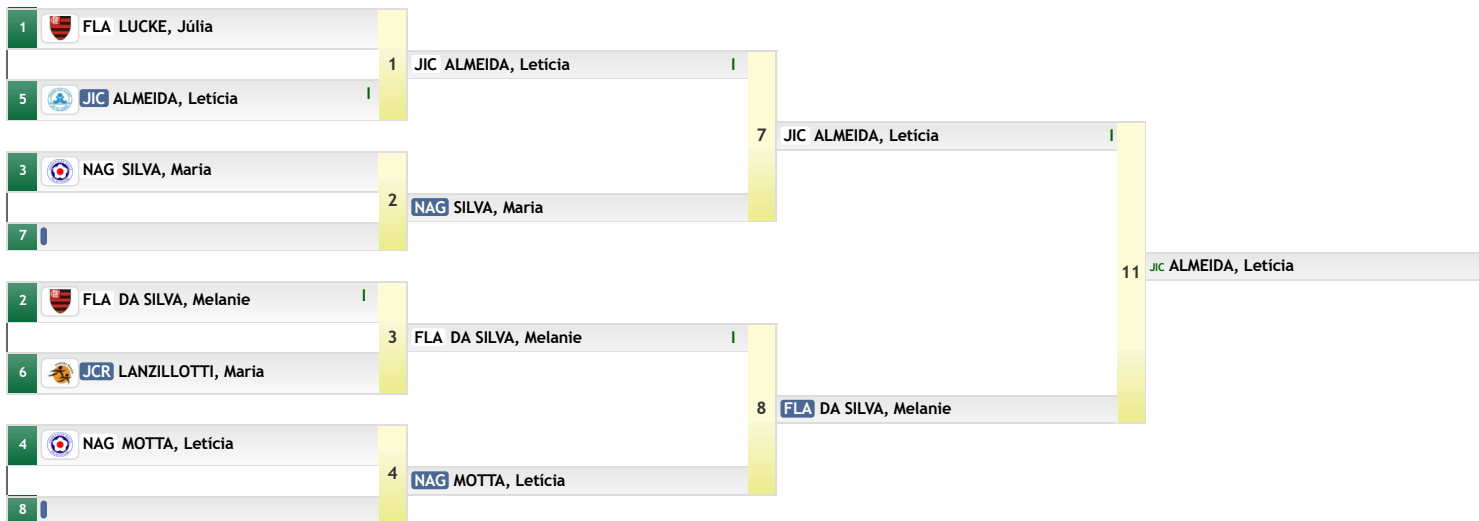 1 FLA LUCKE, Júlia
1 JIC ALMEIDA, Letícia I
5 JIC ALMEIDA, Letícia I
7 JIC ALMEIDA, Letícia I
3 NAG SILVA, Maria
2 NAG SILVA, Maria
7
11 JIC ALMEIDA, Letícia
2 FLA DA SILVA, Melanie I
3 FLA DA SILVA, Melanie I
6 JCR LANZILLOTTI, Maria
8 FLA DA SILVA, Melanie
4 NAG MOTTA, Letícia
4 NAG MOTTA, Letícia
8